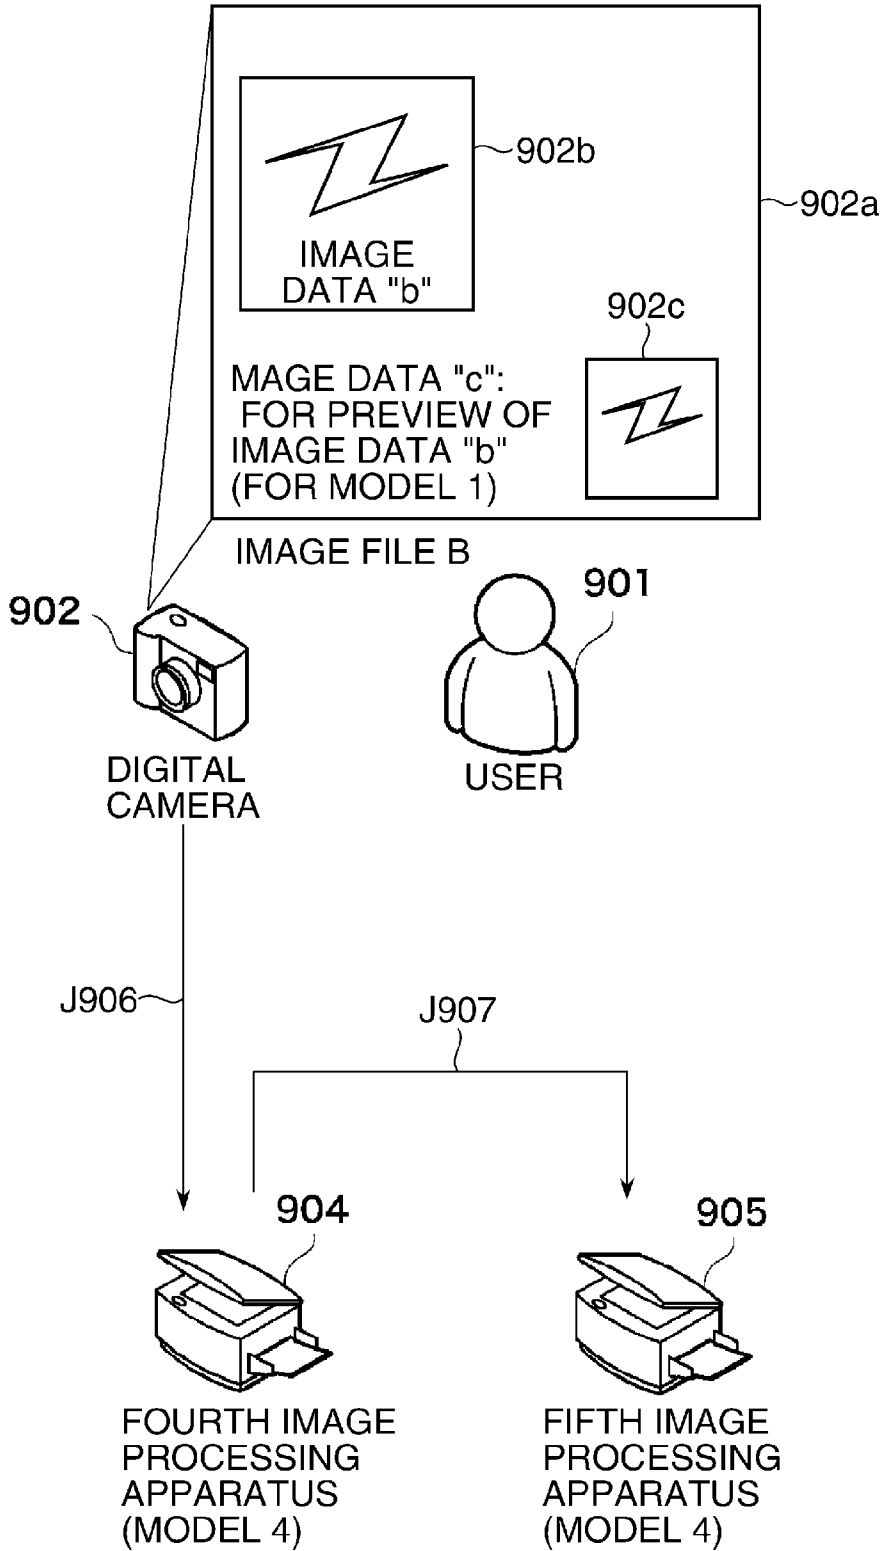 902b
902a
IMAGE
DATA "b"
902c
MAGE DATA "c":
FOR PREVIEW OF
IMAGE DATA "b"
(FOR MODEL 1)
IMAGE FILE B
901
902
DIGITAL
CAMERA
USER
J906
J907
904
905
FOURTH IMAGE
PROCESSING
APPARATUS
(MODEL 4)
FIFTH IMAGE
PROCESSING
APPARATUS
(MODEL 4)